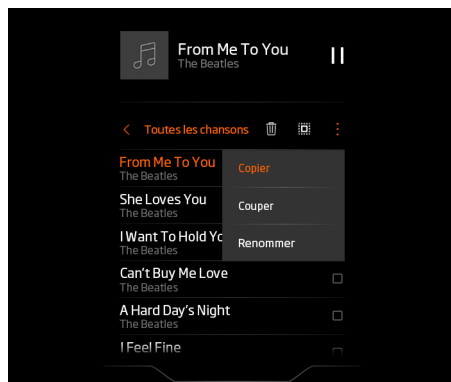 From Me To You
The Beatles
Toutes les chansons
From Me To You
The Beatles
Copier
She Loves You
The Beatles
Couper
I Want To Hold Yo
The Beatles
Renommer
Can't Buy Me Love
The Beatles
A Hard Day's Night
The Beatles
I Feel Fine